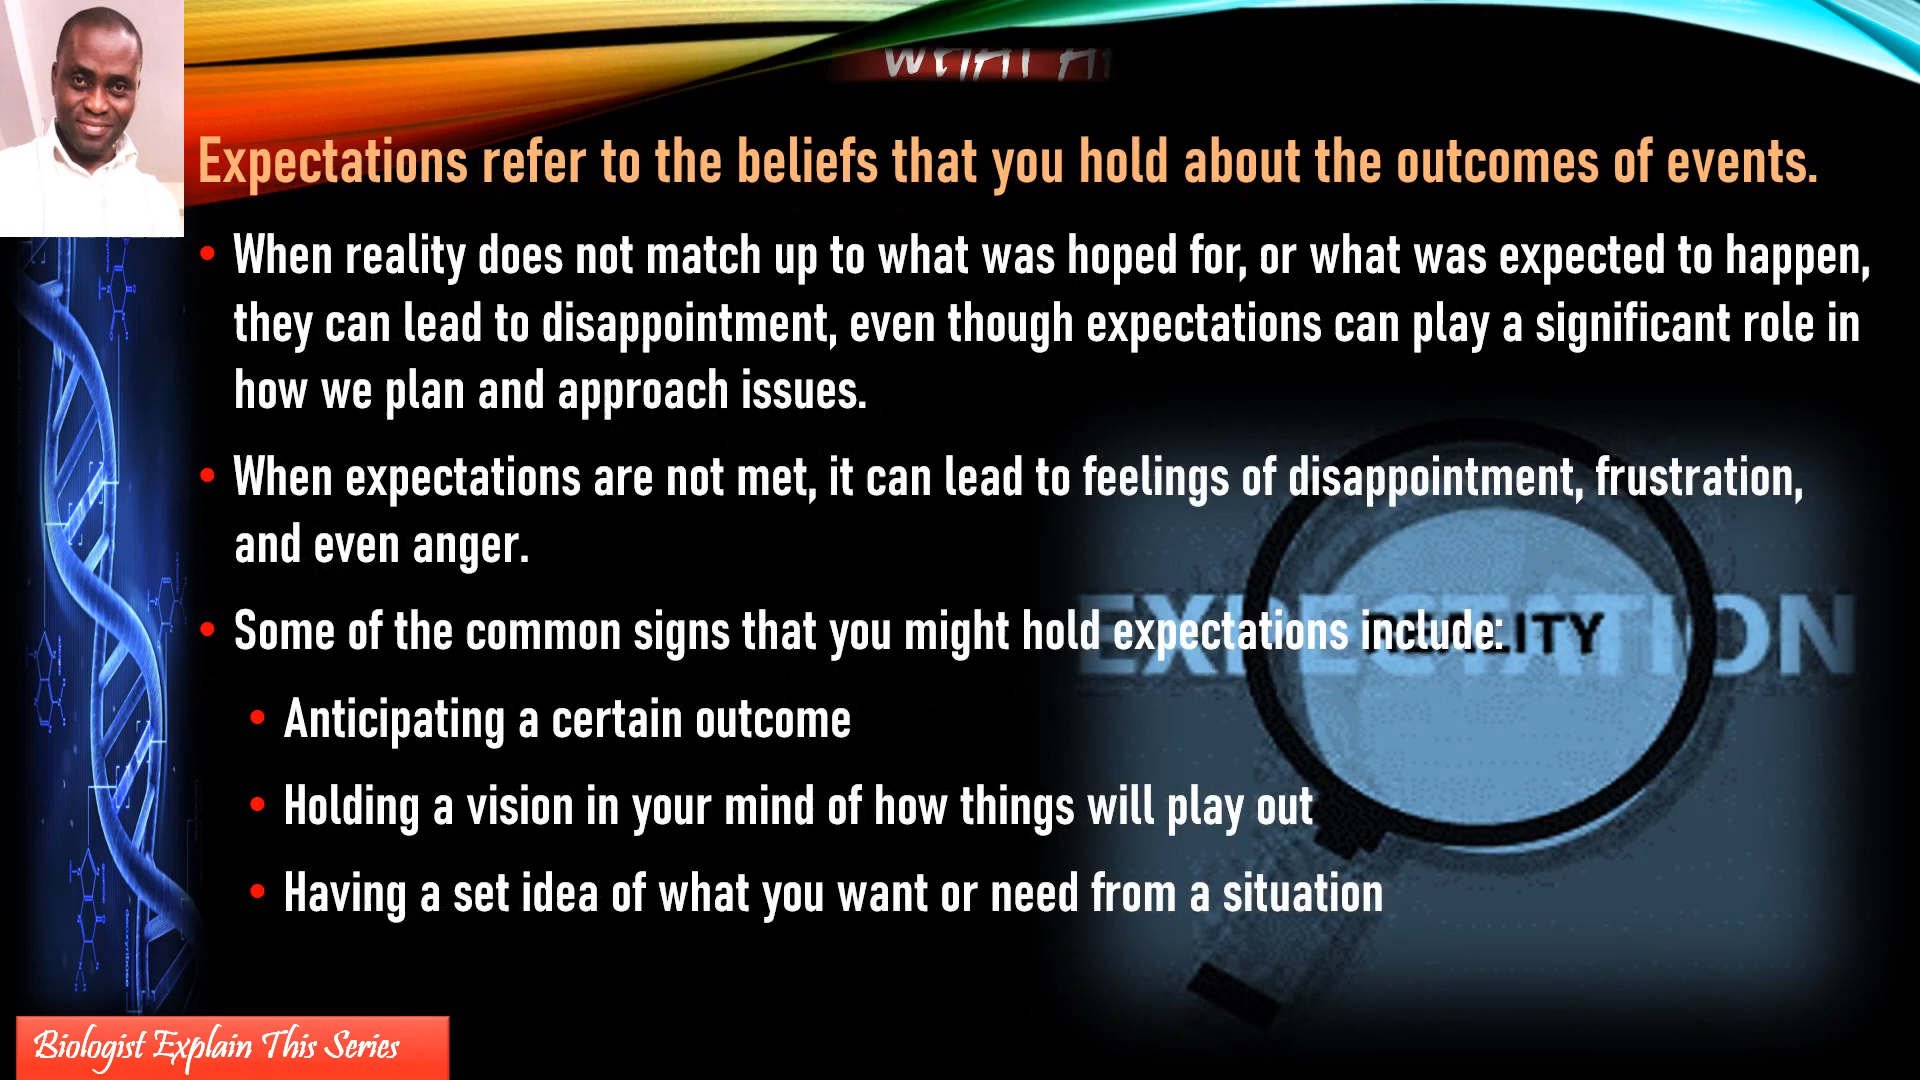 WHAT
Expectations refer to the beliefs that you hold about the outcomes of events.
• When reality does not match up to what was hoped for, or what was expected to happen,
they can lead to disappointment, even though expectations can play a significant role in
how we plan and approach issues.
• When expectations are not met, it can lead to feelings of disappointment, frustration,
and even anger.
• Some of the common signs that you might hold expectations include:
EXPECTATION
REALITY
• Anticipating a certain outcome
• Holding a vision in your mind of how things will play out
• Having a set idea of what you want or need from a situation
deoxyribose
Biologist Explain This Series